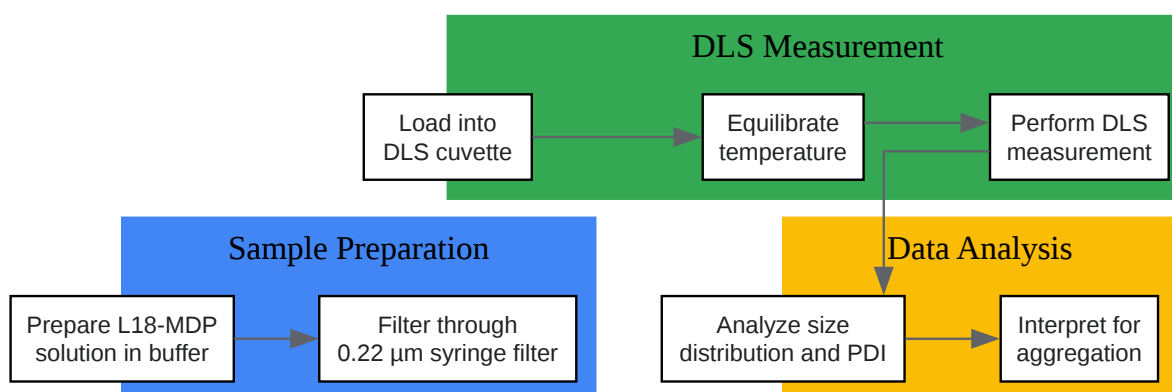 DLS Measurement
Load into
DLS cuvette
Equilibrate
temperature
Perform DLS
measurement
Sample Preparation
Prepare L18-MDP
solution in buffer
Filter through
0.22 µm syringe filter
Data Analysis
Analyze size
distribution and PDI
Interpret for
aggregation